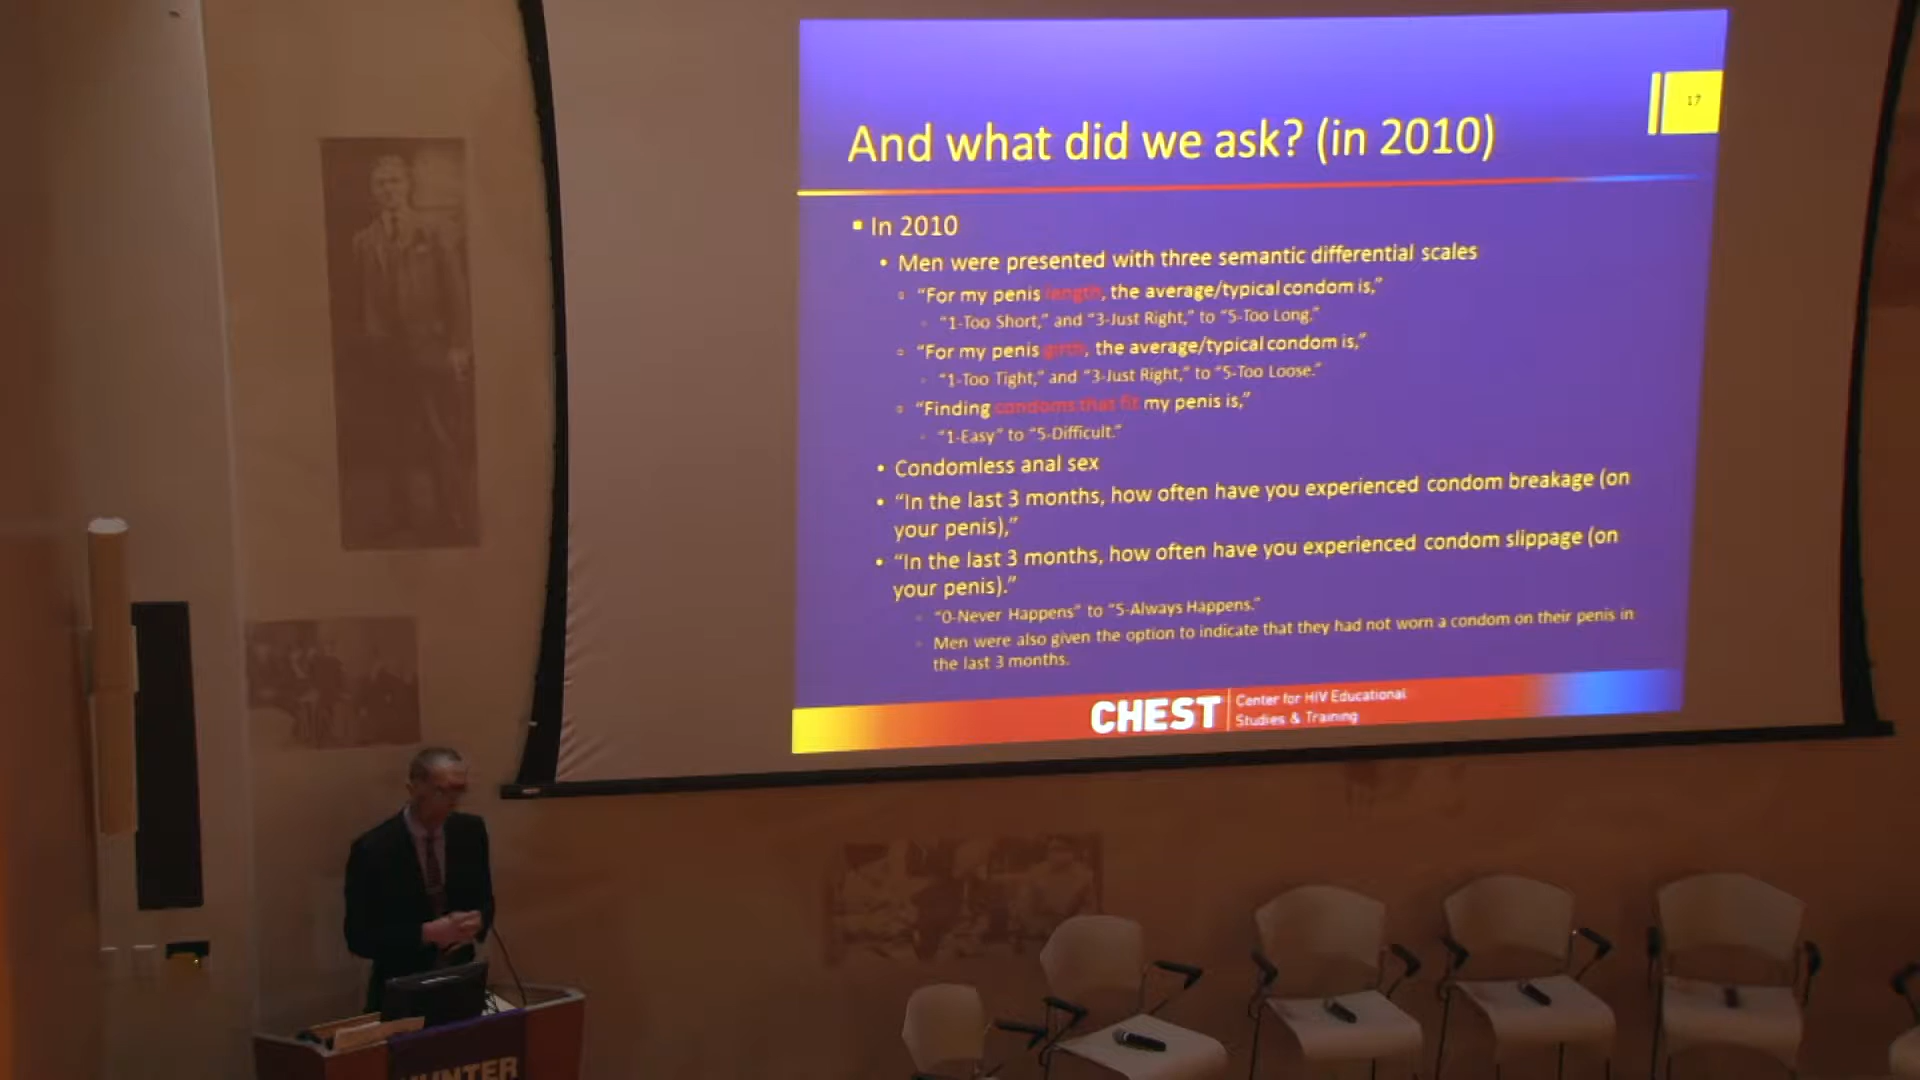 17
And what did we ask? (in 2010)
In 2010
Men were presented with three semantic differential scales
"For my penis length, the average/typical condom is,"
"1-Too Short," and "3-Just Right," to "5-Too Long."
"For my penis girth, the average/typical condom is,"
"1-Too Tight," and "3-Just Right," to "5-Too Loose."
"Finding condoms that fit my penis is,"
"1-Easy" to "5-Difficult."
Condomless anal sex
"In the last 3 months, how often have you experienced condom breakage (on
your penis),"
"In the last 3 months, how often have you experienced condom slippage (on
your penis)."
"0-Never Happens" to "5-Always Happens."
Men were also given the option to indicate that they had not worn a condom on their penis in
the last 3 months.
CHEST
Center for HIV Educational
Studies & Training
HUNTER